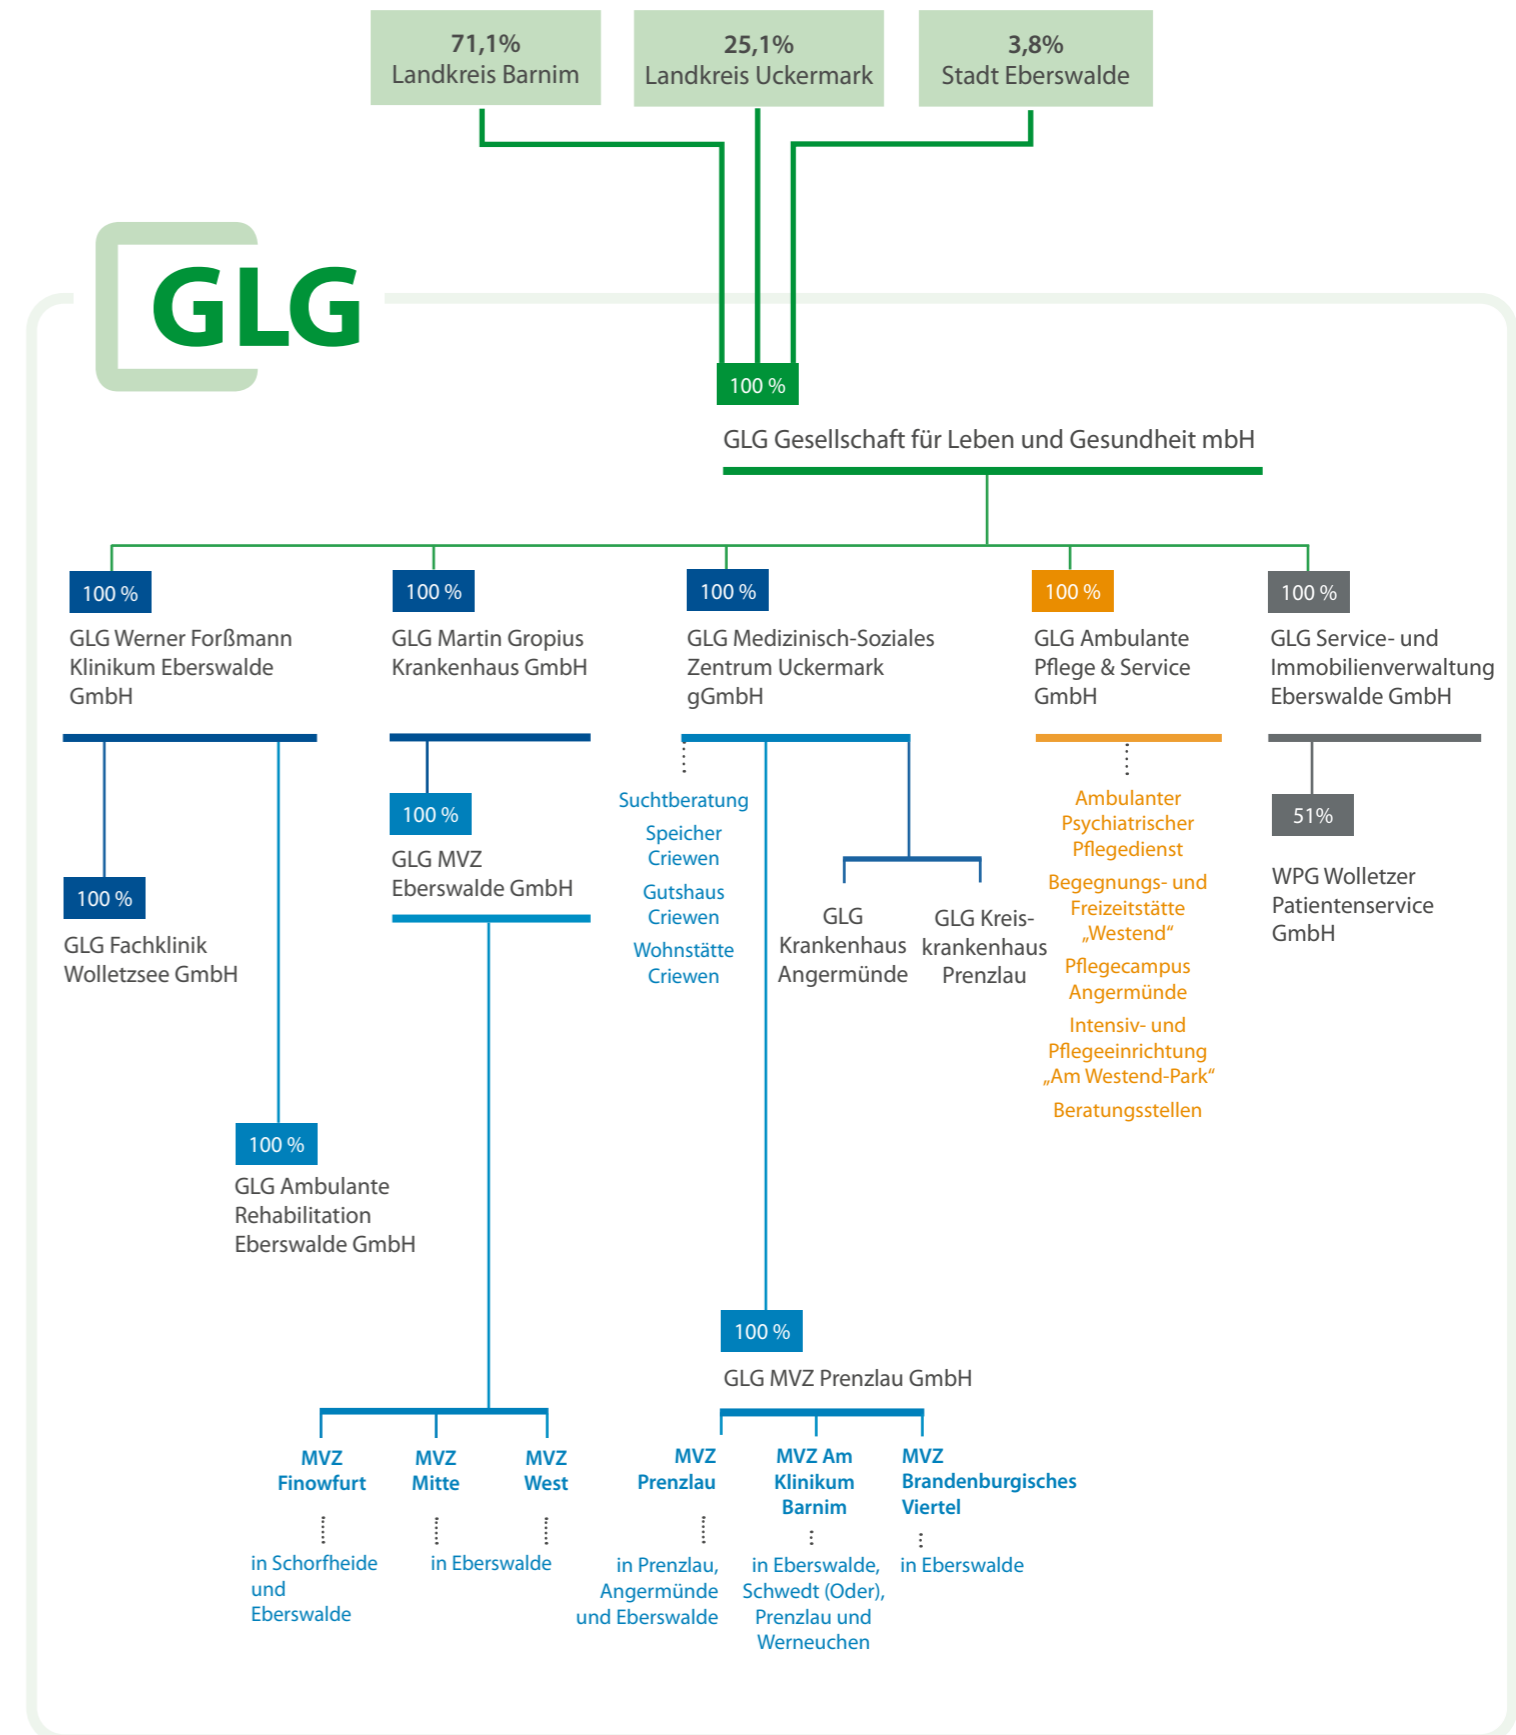 71,1%
Landkreis Barnim
25,1%
Landkreis Uckermark
3,8%
Stadt Eberswalde
GLG
100 %
GLG Gesellschaft für Leben und Gesundheit mbH
100 %
GLG Werner Forßmann
Klinikum Eberswalde
GmbH
100 %
GLG Martin Gropius
Krankenhaus GmbH
100 %
GLG Medizinisch-Soziales
Zentrum Uckermark
gGmbH
100 %
GLG Ambulante
Pflege & Service
GmbH
100 %
GLG Service- und
Immobilienverwaltung
Eberswalde GmbH
100 %
GLG Fachklinik
Wolletzsee GmbH
100 %
GLG Ambulante
Rehabilitation
Eberswalde GmbH
100 %
GLG MVZ
Eberswalde GmbH
Suchtberatung
Speicher
Criewen
Gutshaus
Criewen
Wohnstätte
Criewen
GLG
Krankenhaus
Angermünde
GLG Kreis-
krankenhaus
Prenzlau
Ambulanter
Psychiatrischer
Pflegedienst
Begegnungs- und
Freizeitstätte
„Westend“
Pflegecampus
Angermünde
Intensiv- und
Pflegeeinrichtung
„Am Westend-Park“
Beratungsstellen
51%
WPG Wolletzer
Patientenservice
GmbH
100 %
GLG MVZ Prenzlau GmbH
MVZ
Finowfurt
in Schorfheide
und
Eberswalde
MVZ
Mitte
MVZ
West
in Eberswalde
MVZ
Prenzlau
in Prenzlau,
Angermünde
und Eberswalde
MVZ Am
Klinikum
Barnim
in Eberswalde,
Schwedt (Oder),
Prenzlau und
Werneuchen
MVZ
Brandenburgisches
Viertel
in Eberswalde